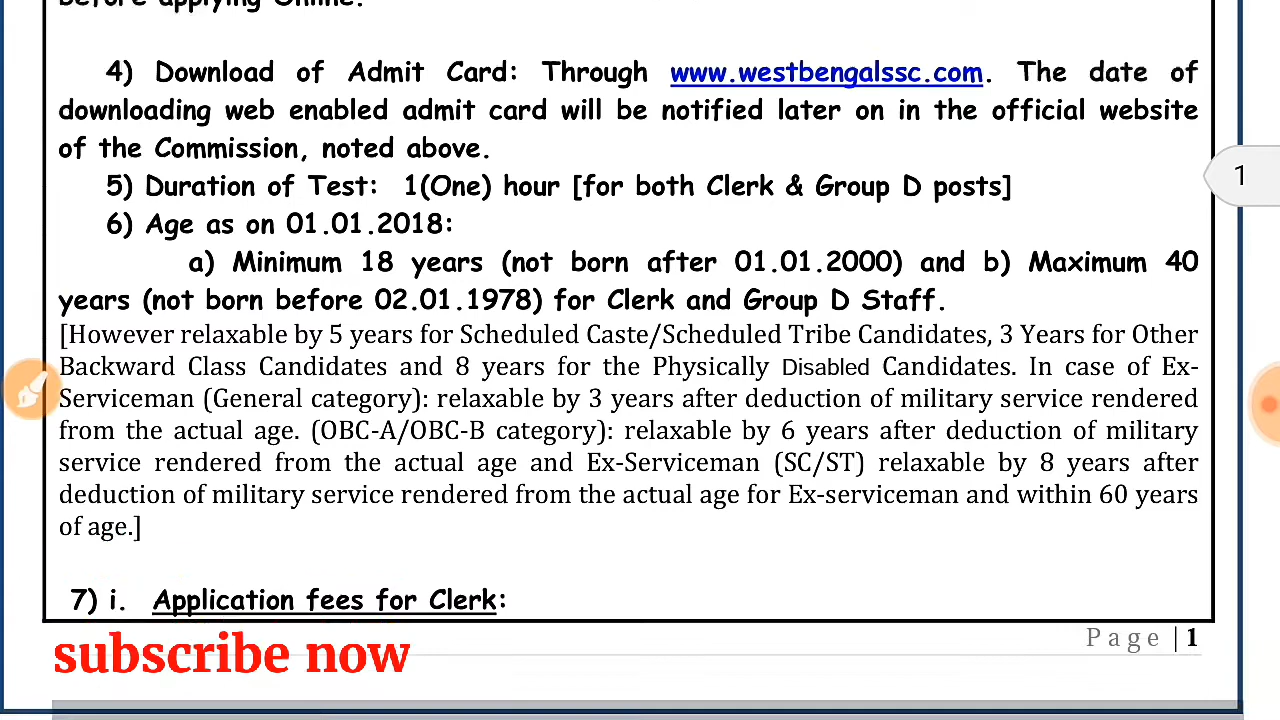 before applying Online.
4) Download of Admit Card: Through www.westbengalssc.com. The date of
downloading web enabled admit card will be notified later on in the official website
of the Commission, noted above.
5) Duration of Test: 1(One) hour [for both Clerk & Group D posts]
1
6) Age as on 01.01.2018:
a) Minimum 18 years (not born after 01.01.2000) and b) Maximum 40
years (not born before 02.01.1978) for Clerk and Group D Staff.
[However relaxable by 5 years for Scheduled Caste/Scheduled Tribe Candidates, 3 Years for Other
Backward Class Candidates and 8 years for the Physically Disabled Candidates. In case of Ex-
Serviceman (General category): relaxable by 3 years after deduction of military service rendered
from the actual age. (OBC-A/OBC-B category): relaxable by 6 years after deduction of military
service rendered from the actual age and Ex-Serviceman (SC/ST) relaxable by 8 years after
deduction of military service rendered from the actual age for Ex-serviceman and within 60 years
of age.]
7) i. Application fees for Clerk:
Page | 1
subscribe now